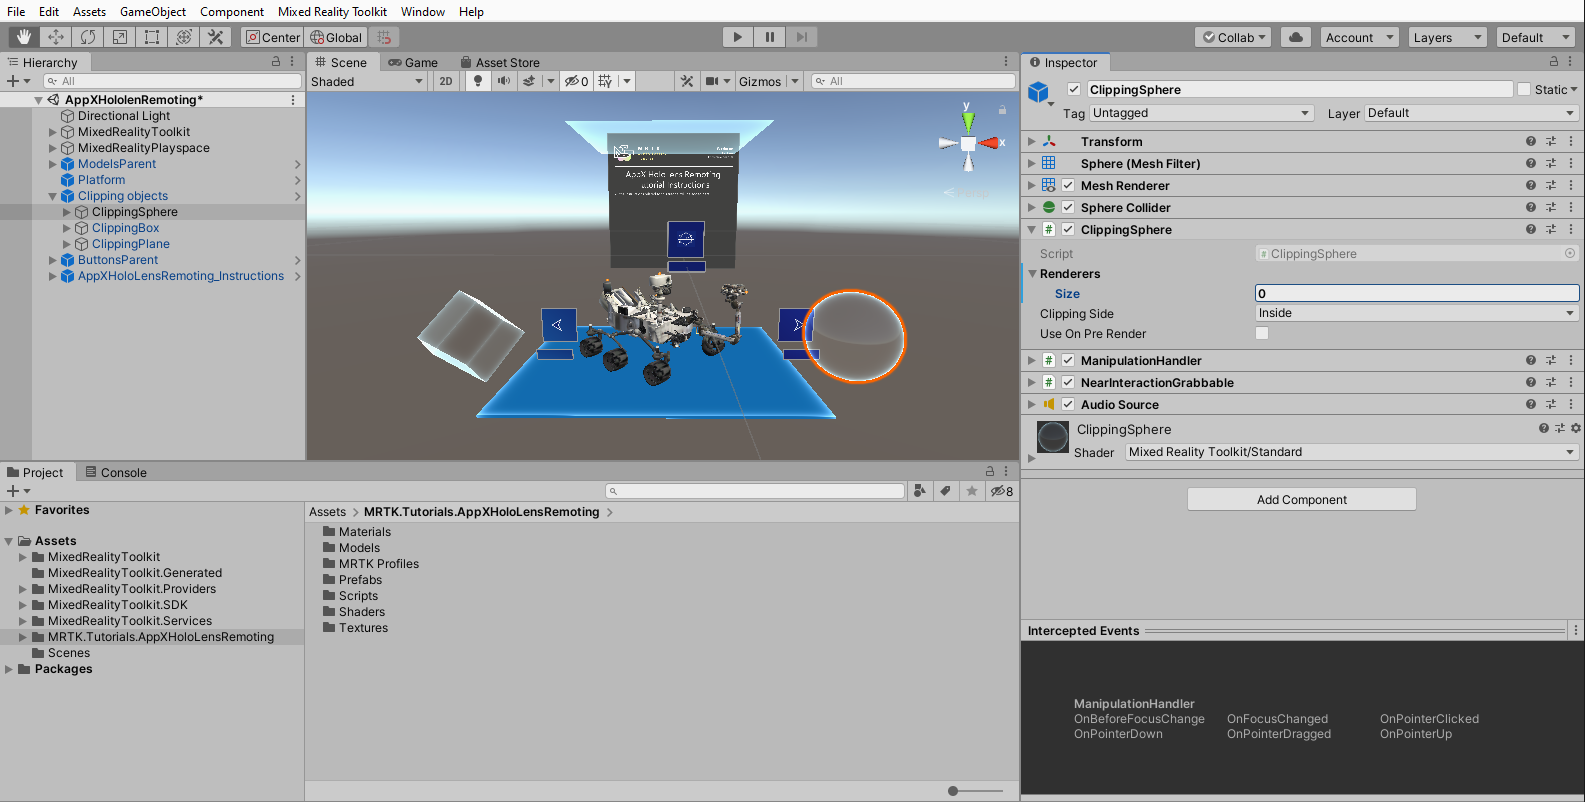 File Edit Assets GameObject Component Mixed Reality Toolkit Window Help
Center Global Collab Account Layers Default
Hierarchy
All
AppXHololenRemoting*
Directional Light
MixedRealityToolkit
MixedRealityPlayspace
ModelsParent
Platform
Clipping objects
ClippingSphere
ClippingBox
ClippingPlane
ButtonsParent
AppXHoloLensRemoting_Instructions
Scene Game Asset Store
Shaded 2D 0 Gizmos All
y
x
Persp
AppX HoloLens Remoting
utorial Instructions
Inspector
ClippingSphere Static
Tag Untagged Layer Default
Transform
Sphere (Mesh Filter)
Mesh Renderer
Sphere Collider
ClippingSphere
Script ClippingSphere
Renderers
Size 0
Clipping Side Inside
Use On Pre Render
ManipulationHandler
NearInteractionGrabbable
Audio Source
ClippingSphere
Shader Mixed Reality Toolkit/Standard
Add Component
Intercepted Events
ManipulationHandler
OnBeforeFocusChange OnFocusChanged OnPointerClicked
OnPointerDown OnPointerDragged OnPointerUp
Project Console
8
Favorites
Assets
MixedRealityToolkit
MixedRealityToolkit.Generated
MixedRealityToolkit.Providers
MixedRealityToolkit.SDK
MixedRealityToolkit.Services
MRTK.Tutorials.AppXHoloLensRemoting
Scenes
Packages
Assets > MRTK.Tutorials.AppXHoloLensRemoting >
Materials
Models
MRTK Profiles
Prefabs
Scripts
Shaders
Textures